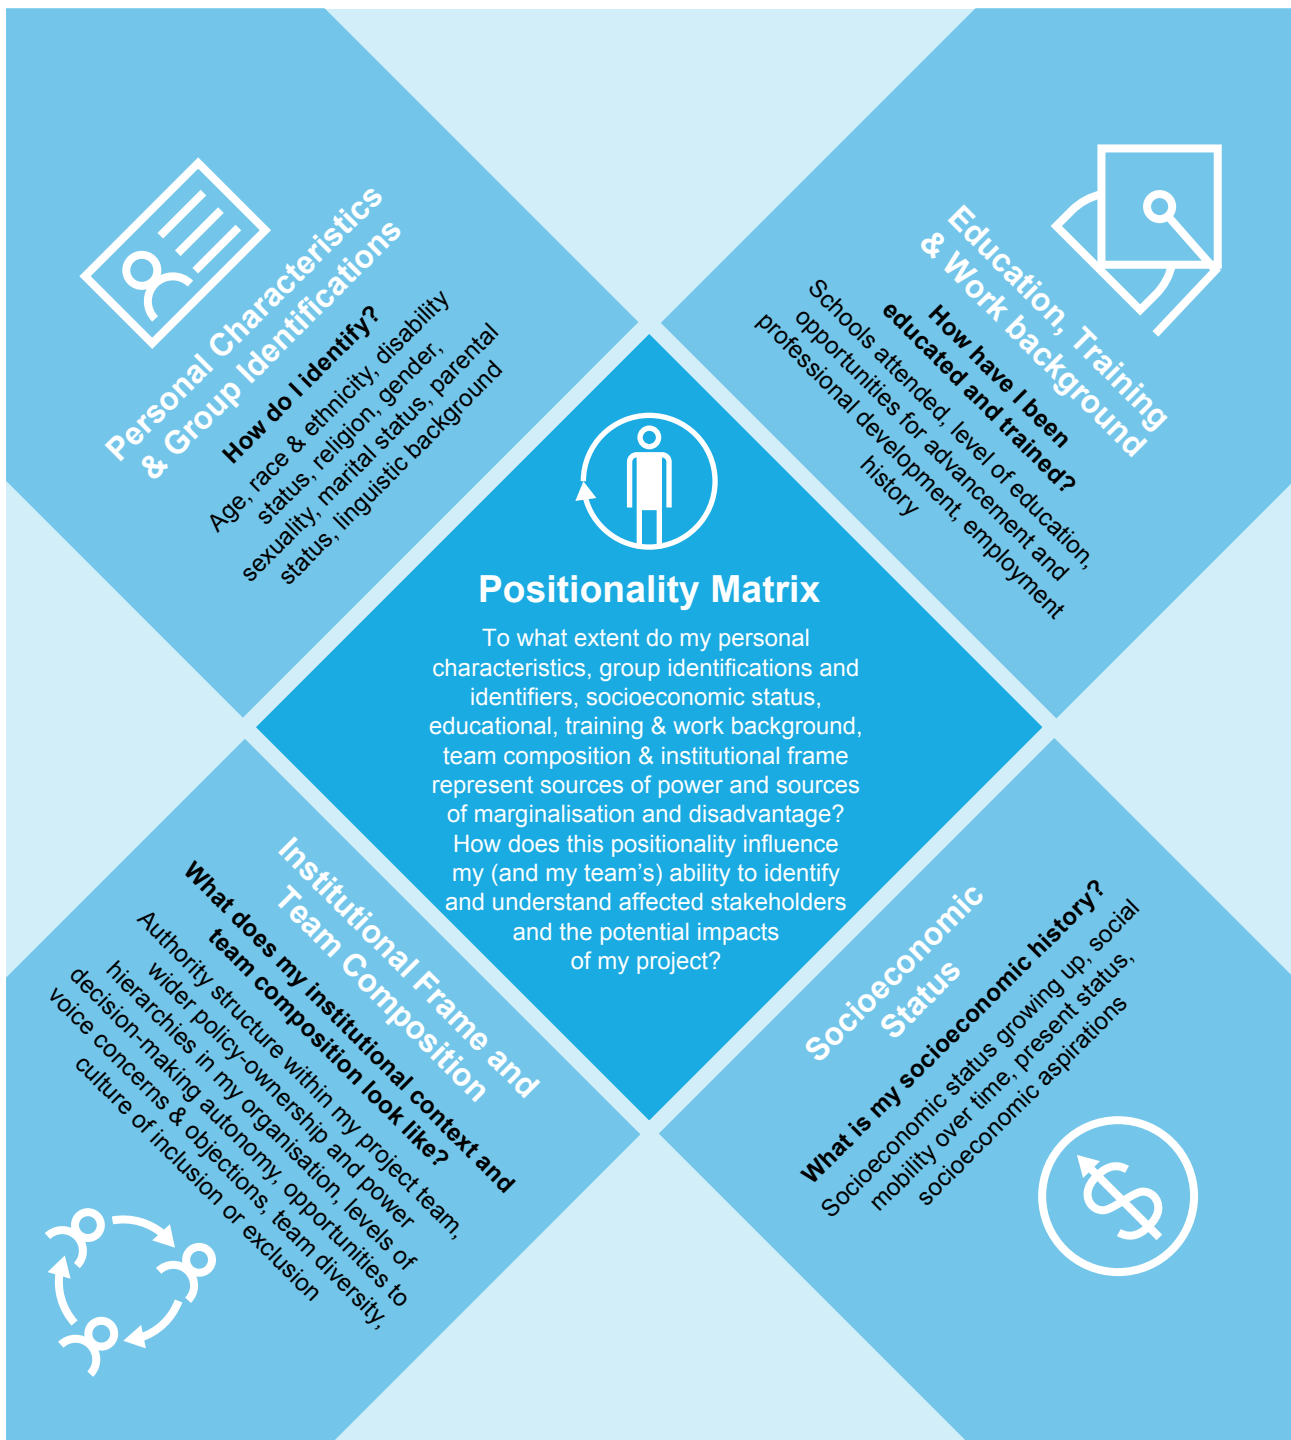 Personal Characteristics
& Group Identifications
How do I identify?
Age, race & ethnicity, disability
status, religion, gender,
sexuality, marital status, parental
status, linguistic background
Education, Training
& Work background
How have I been
educated and trained?
Schools attended, level of education,
opportunities for advancement and
professional development, employment
history
Positionality Matrix
To what extent do my personal
characteristics, group identifications and
identifiers, socioeconomic status,
educational, training & work background,
team composition & institutional frame
represent sources of power and sources
of marginalisation and disadvantage?
How does this positionality influence
my (and my team’s) ability to identify
and understand affected stakeholders
and the potential impacts
of my project?
Institutional Frame and
Team Composition
What does my institutional context and
team composition look like?
Authority structure within my project team,
wider policy-ownership and power
hierarchies in my organisation, levels of
decision-making autonomy, opportunities to
voice concerns & objections, team diversity,
culture of inclusion or exclusion
Socioeconomic
Status
What is my socioeconomic history?
Socioeconomic status growing up, social
mobility over time, present status,
socioeconomic aspirations